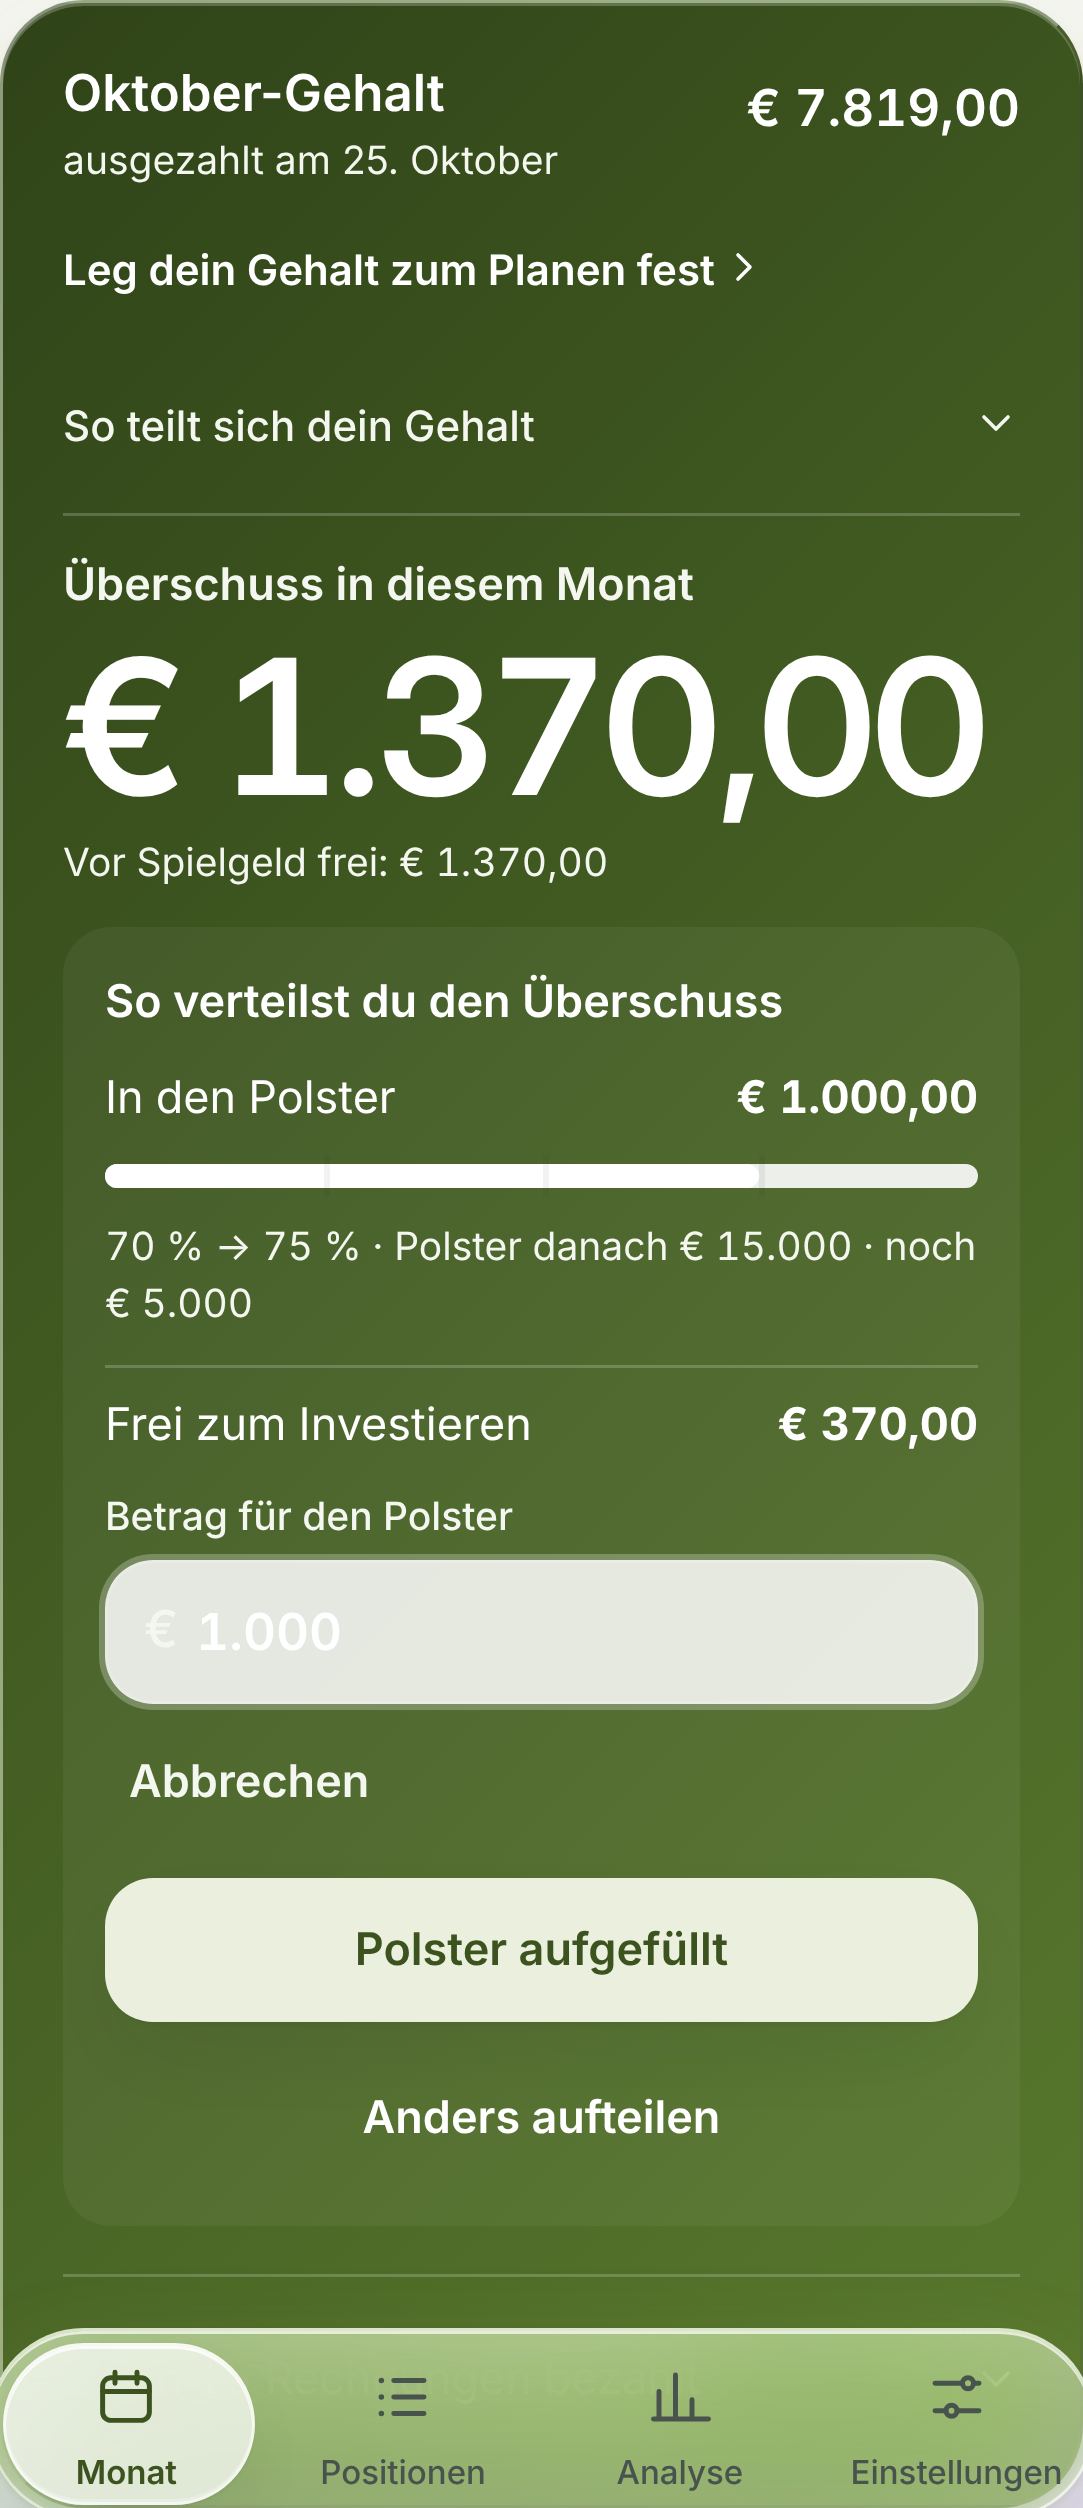 Oktober-Gehalt
€ 7.819,00
ausgezahlt am 25. Oktober
Leg dein Gehalt zum Planen fest
So teilt sich dein Gehalt
Überschuss in diesem Monat
€ 1.370,00
Vor Spielgeld frei: € 1.370,00
So verteilst du den Überschuss
In den Polster € 1.000,00
70 % → 75 % · Polster danach € 15.000 · noch
€ 5.000
Frei zum Investieren € 370,00
Betrag für den Polster
€ 1.000
Abbrechen
Polster aufgefüllt
Anders aufteilen
Rechnungen bezahlt
Monat Positionen Analyse Einstellungen